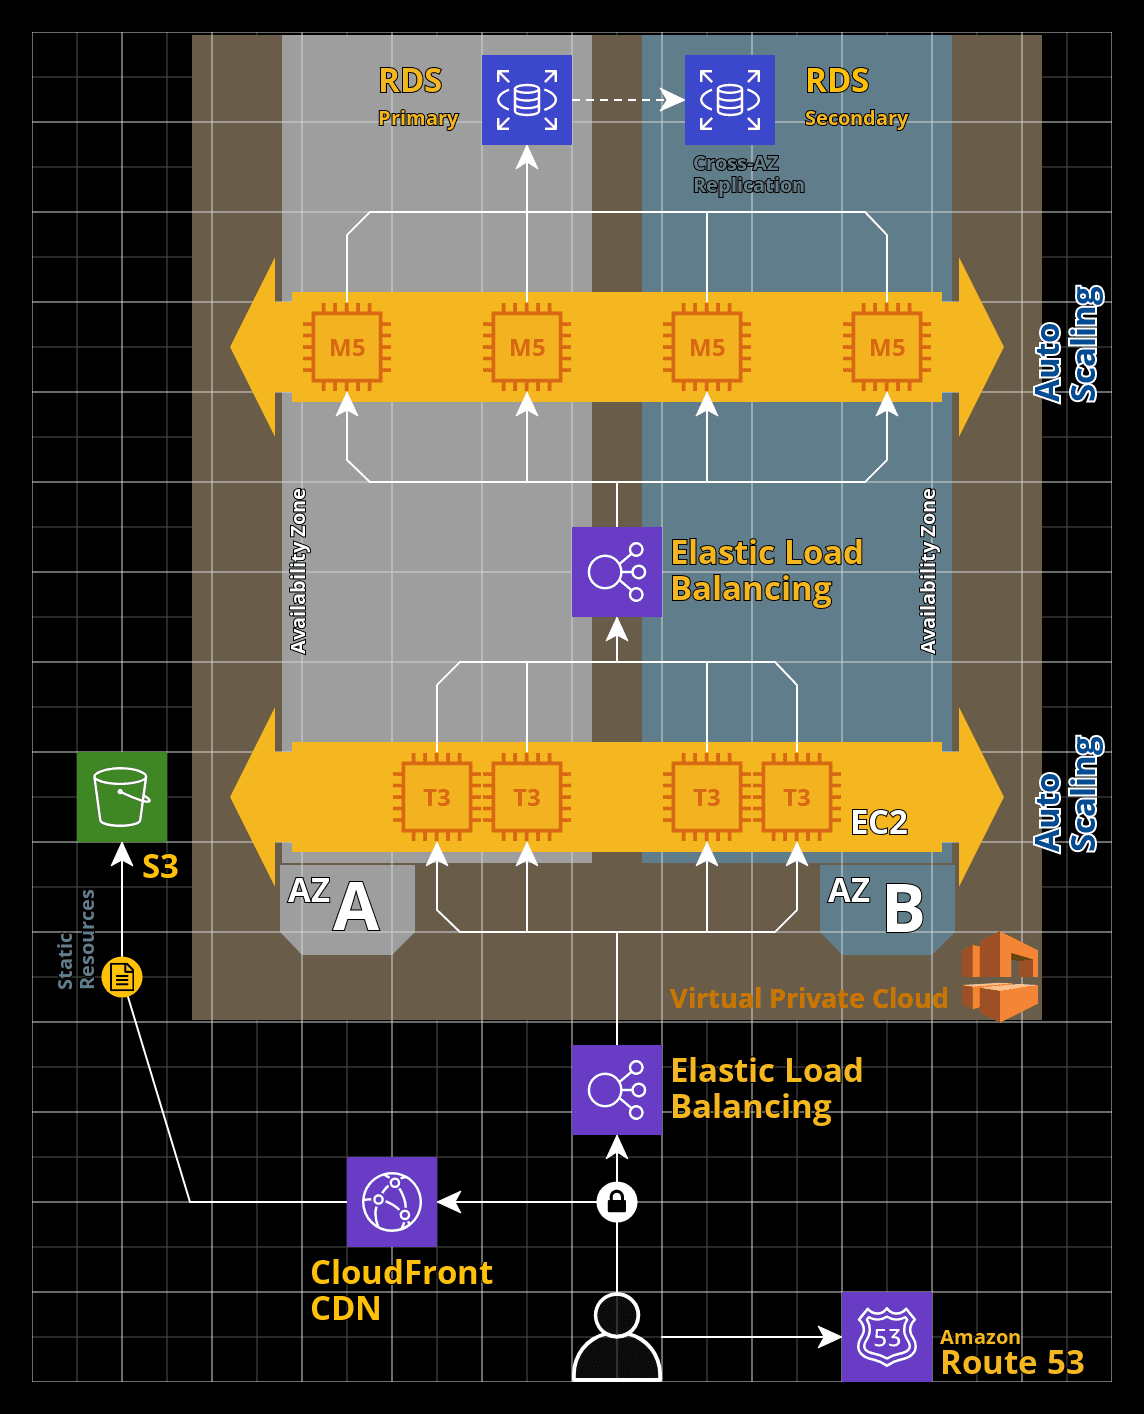 RDS
Primary
RDS
Secondary
Cross-AZ
Replication
M5
M5
M5
M5
Auto
Scaling
Availability Zone
Elastic Load
Balancing
Availability Zone
T3
T3
T3
T3
EC2
Auto
Scaling
S3
AZ A
AZ B
Static
Resources
Virtual Private Cloud
Elastic Load
Balancing
CloudFront
CDN
53
Amazon
Route 53